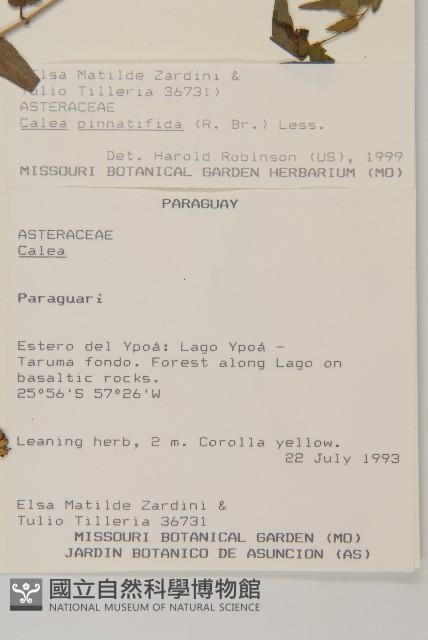 Elsa Matilde Zardini &
Tulio Tilleria 36731)
ASTERACEAE
Calea pinnatifida (R. Br.) Less.
Det. Harold Robinson (US), 1999
MISSOURI BOTANICAL GARDEN HERBARIUM (MO)
PARAGUAY
ASTERACEAE
Calea
Paraguari
Estero del Ypoá: Lago Ypoá -
Taruma fondo. Forest along Lago on
basaltic rocks.
25°56'S 57°26'W
Leaning herb, 2 m. Corolla yellow.
22 July 1993
Elsa Matilde Zardini &
Tulio Tilleria 36731
MISSOURI BOTANICAL GARDEN (MO)
JARDIN BOTANICO DE ASUNCION (AS)
國立自然科學博物館
NATIONAL MUSEUM OF NATURAL SCIENCE